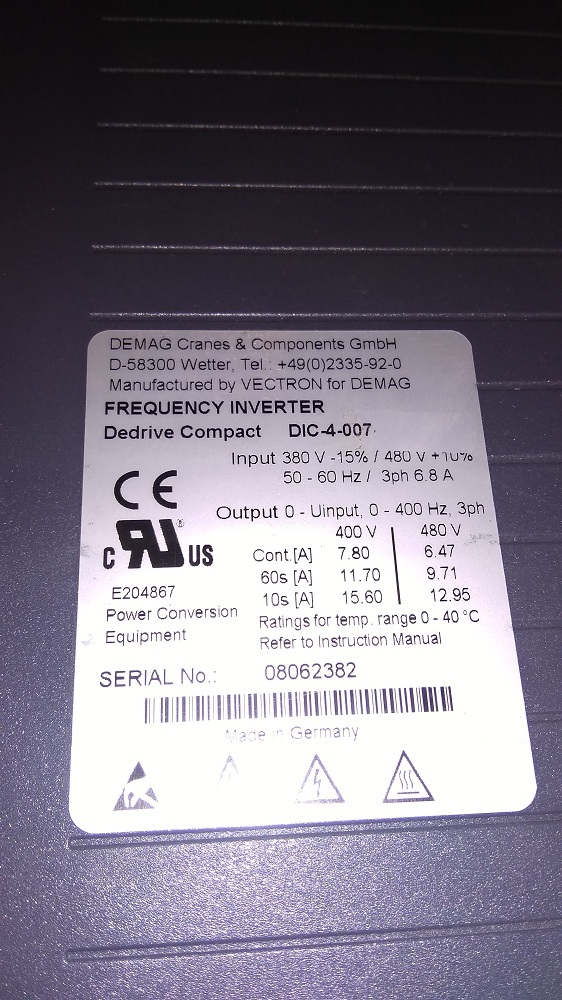 DEMAG Cranes & Components GmbH
D-58300 Wetter, Tel.: +49(0)2335-92-0
Manufactured by VECTRON for DEMAG
FREQUENCY INVERTER
Dedrive Compact DIC-4-007
Input 380 V -15% / 480 V +10%
50 - 60 Hz / 3ph 6.8 A
CE
Output 0 - Uinput, 0 - 400 Hz, 3ph
400 V 480 V
C RU® US
Cont.[A] 7.80 6.47
60s [A] 11.70 9.71
10s [A] 15.60 12.95
E204867
Power Conversion
Equipment
Ratings for temp. range 0 - 40 °C
Refer to Instruction Manual
SERIAL No.: 08062382
Made in Germany